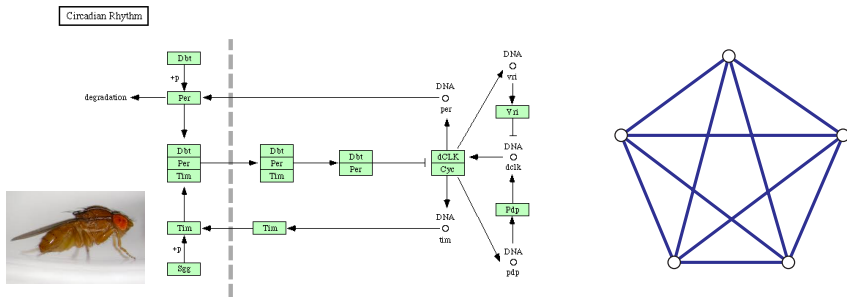 Circadian Rhythm
Dbt
+p
degradation
Per
Dbt
Per
Tim
Tim
+p
Sgg
Dbt
Per
Tim
Tim
Dbt
Per
DNA
per
dCLK
Cyc
DNA
tim
DNA
vri
Vri
DNA
dclk
Pdp
DNA
pdp